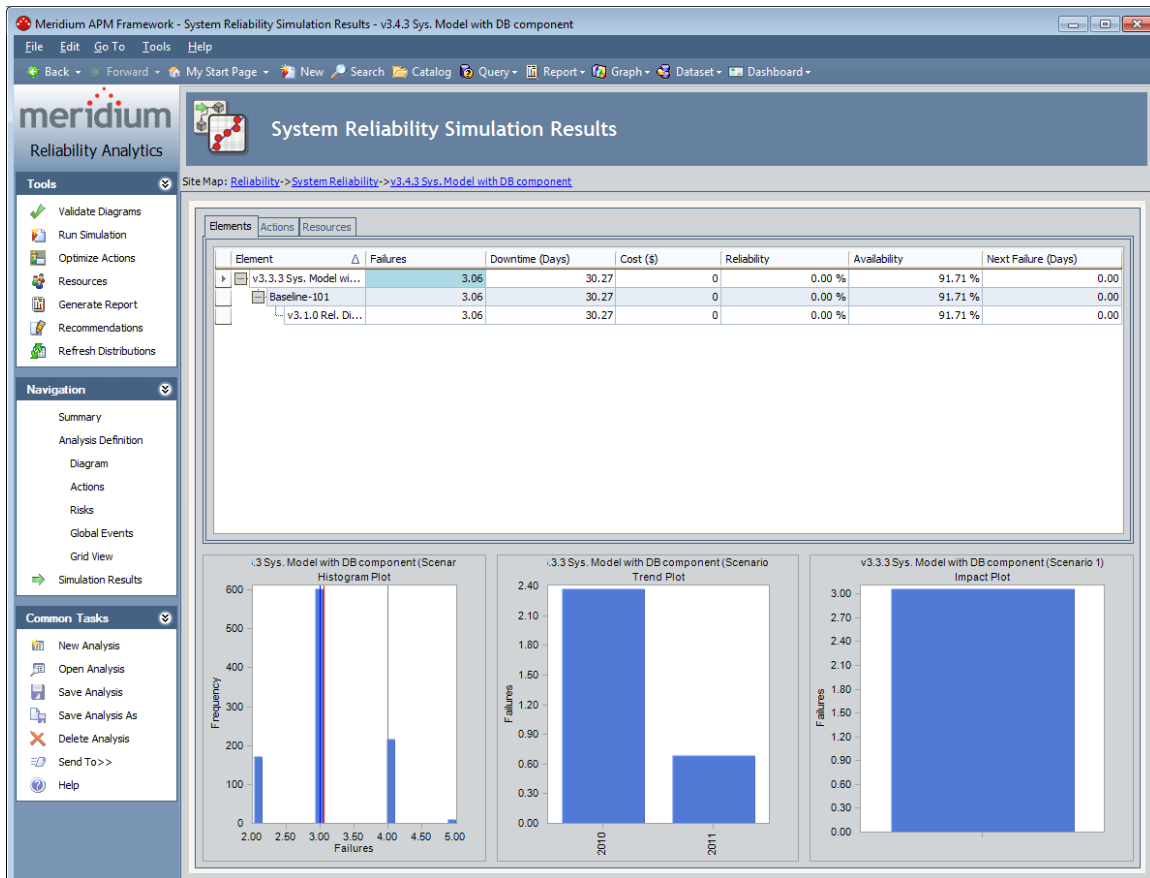 Meridium APM Framework - System Reliability Simulation Results - v3.4.3 Sys. Model with DB component
File Edit Go To Tools Help
Back Forward My Start Page New Search Catalog Query Report Graph Dataset Dashboard
meridium
Reliability Analytics
System Reliability Simulation Results
Site Map: Reliability->System Reliability->v3.4.3 Sys. Model with DB component
Tools
Validate Diagrams
Run Simulation
Optimize Actions
Resources
Generate Report
Recommendations
Refresh Distributions
Navigation
Summary
Analysis Definition
Diagram
Actions
Risks
Global Events
Grid View
Simulation Results
Common Tasks
New Analysis
Open Analysis
Save Analysis
Save Analysis As
Delete Analysis
Send To>>
Help
Elements Actions Resources
Element Failures Downtime (Days) Cost ($) Reliability Availability Next Failure (Days)
v3.3.3 Sys. Model wi... 3.06 30.27 0 0.00 % 91.71 % 0.00
Baseline-101 3.06 30.27 0 0.00 % 91.71 % 0.00
v3.1.0 Rel. Di... 3.06 30.27 0 0.00 % 91.71 % 0.00
.3 Sys. Model with DB component (Scenar
Histogram Plot
600
500
400
300
200
100
0
Frequency
2.00 2.50 3.00 3.50 4.00 4.50 5.00
Failures
.3.3 Sys. Model with DB component (Scenario
Trend Plot
2.40
2.10
1.80
1.50
1.20
0.90
0.60
0.30
0.00
Failures
2010 2011
v3.3.3 Sys. Model with DB component (Scenario 1)
Impact Plot
3.00
2.70
2.40
2.10
1.80
1.50
1.20
0.90
0.60
0.30
0.00
Failures